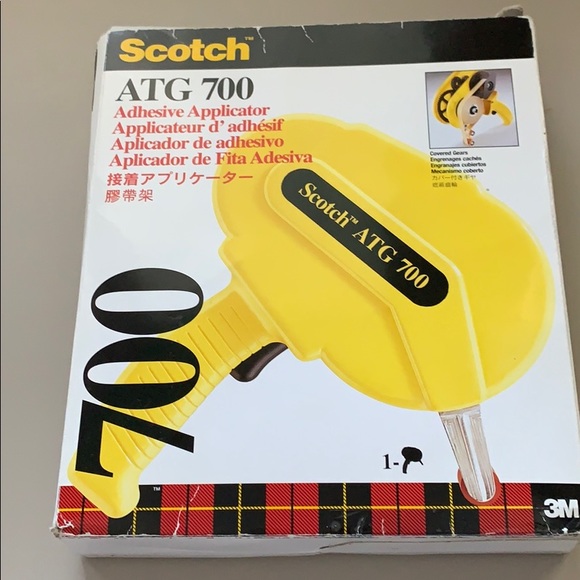 Scotch™
ATG 700
Adhesive Applicator
Applicateur d'adhésif
Aplicador de adhesivo
Aplicador de Fita Adesiva
接着アプリケーター
膠帶架
Covered Gears
Engrenages cachés
Engranajes cubiertos
Mecanismo coberto
カバー付きギヤ
Scotch™ ATG 700
700
1-
™
3M